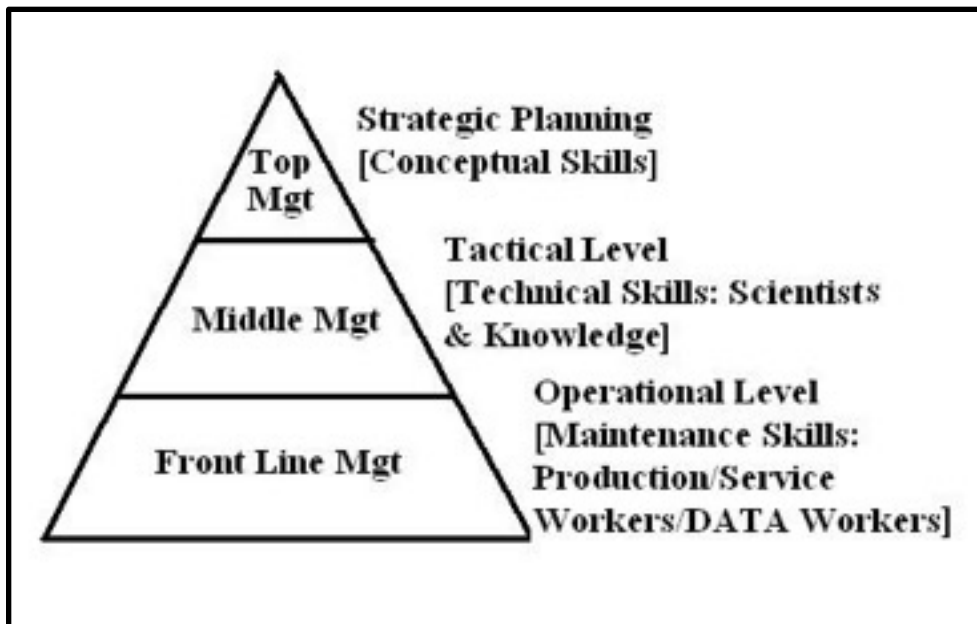 Top
Mgt
Strategic Planning
[Conceptual Skills]
Middle Mgt
Tactical Level
[Technical Skills: Scientists
& Knowledge]
Front Line Mgt
Operational Level
[Maintenance Skills:
Production/Service
Workers/DATA Workers]